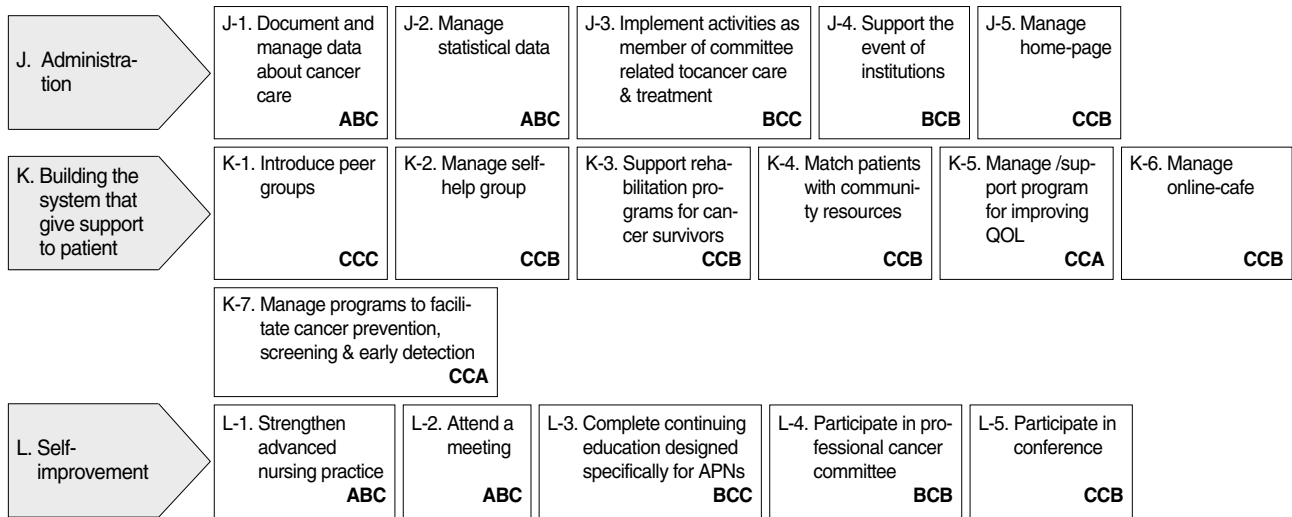 J. Administra-
tion
J-1. Document and
manage data
about cancer
care
ABC
J-2. Manage
statistical data
ABC
J-3. Implement activities as
member of committee
related tocancer care
& treatment
BCC
J-4. Support the
event of
institutions
BCB
J-5. Manage
home-page
CCB
K. Building the
system that
give support
to patient
K-1. Introduce peer
groups
CCC
K-2. Manage self-
help group
CCB
K-3. Support reha-
bilitation pro-
grams for can-
cer survivors
CCB
K-4. Match patients
with communi-
ty resources
CCB
K-5. Manage /sup-
port program
for improving
QOL
CCA
K-6. Manage
online-cafe
CCB
K-7. Manage programs to facili-
tate cancer prevention,
screening & early detection
CCA
L. Self-
improvement
L-1. Strengthen
advanced
nursing practice
ABC
L-2. Attend a
meeting
ABC
L-3. Complete continuing
education designed
specifically for APNs
BCC
L-4. Participate in pro-
fessional cancer
committee
BCB
L-5. Participate in
conference
CCB